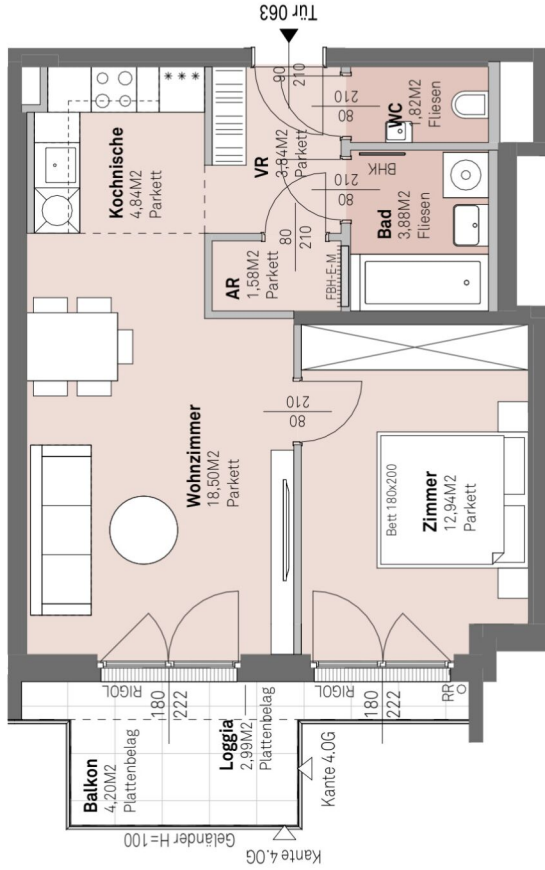 Tür 063
Kochnische
4,84M2
Parkett
VR
3,84M2
Parkett
90
210
80
210
WC
1,82M2
Fliesen
80
210
BHK
Bad
3,88M2
Fliesen
AR
1,58M2
Parkett
80
210
FBH-E-M
Wohnzimmer
18,50M2
Parkett
80
210
Bett 180x200
Zimmer
12,94M2
Parkett
RIGOL
180
222
RIGOL
180
222
RR
Balkon
4,20M2
Plattenbelag
Loggia
2,99M2
Plattenbelag
Kante 4.OG
Geländer H=100
Kante 4.OG